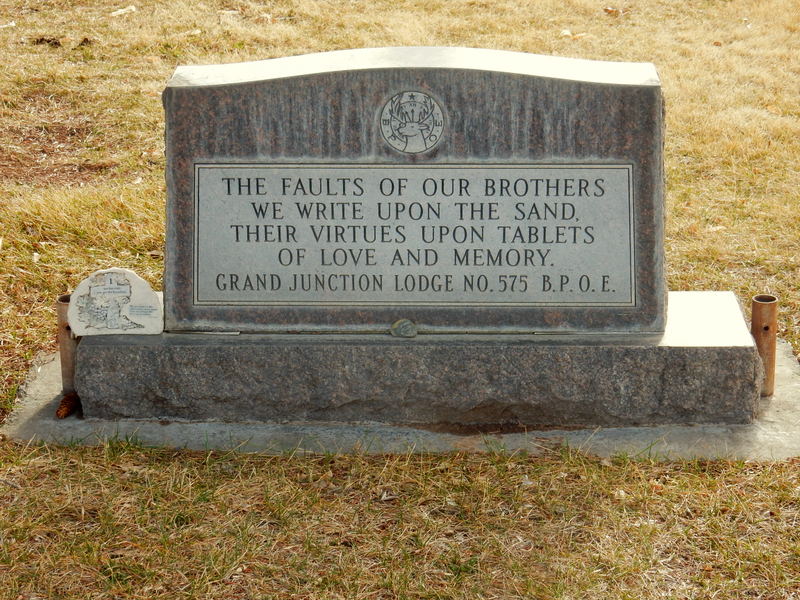 B P O E
THE FAULTS OF OUR BROTHERS
WE WRITE UPON THE SAND,
THEIR VIRTUES UPON TABLETS
OF LOVE AND MEMORY.
GRAND JUNCTION LODGE NO. 575 B.P.O.E.
1